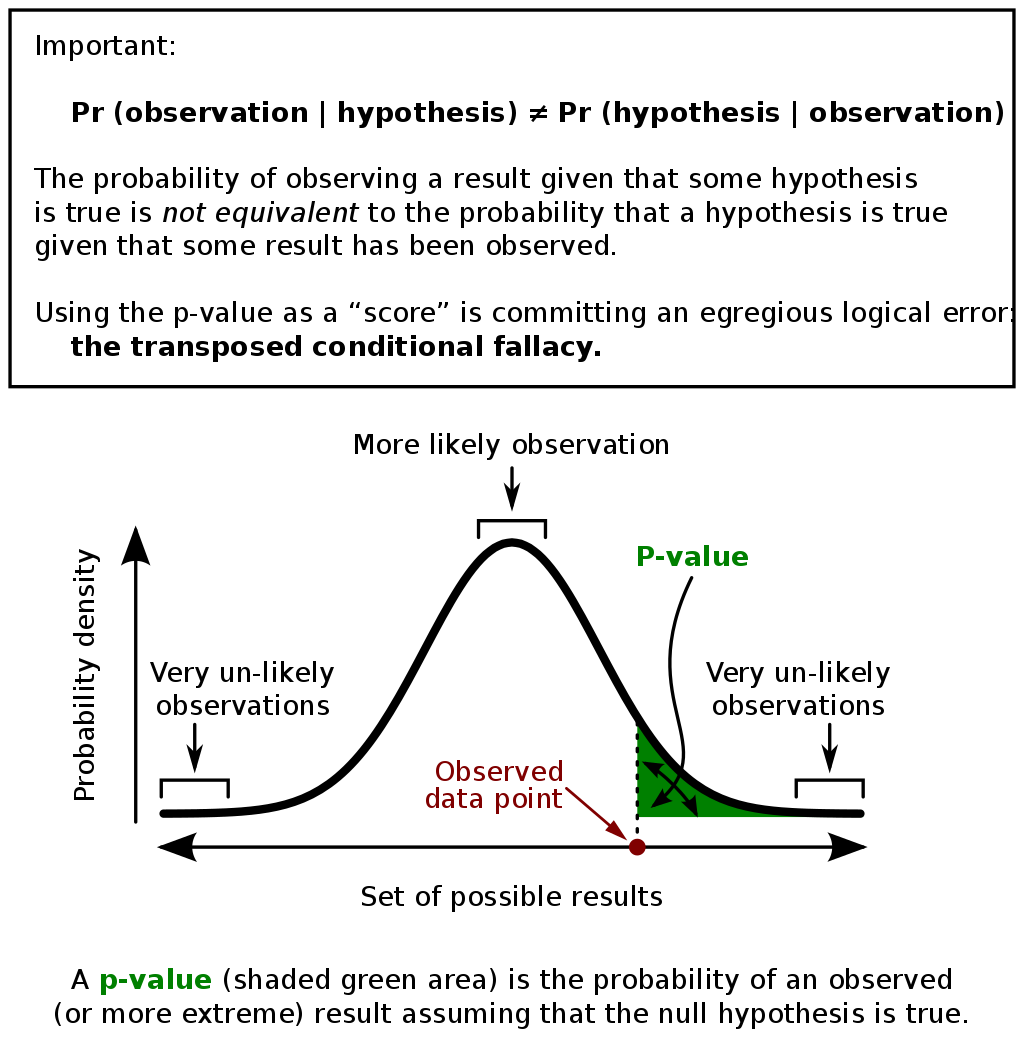 Important:
Pr (observation | hypothesis) ≠ Pr (hypothesis | observation)
The probability of observing a result given that some hypothesis
is true is not equivalent to the probability that a hypothesis is true
given that some result has been observed.
Using the p-value as a “score” is committing an egregious logical error:
the transposed conditional fallacy.
More likely observation
P-value
Probability density
Very un-likely
observations
Very un-likely
observations
Observed
data point
Set of possible results
A p-value (shaded green area) is the probability of an observed
(or more extreme) result assuming that the null hypothesis is true.